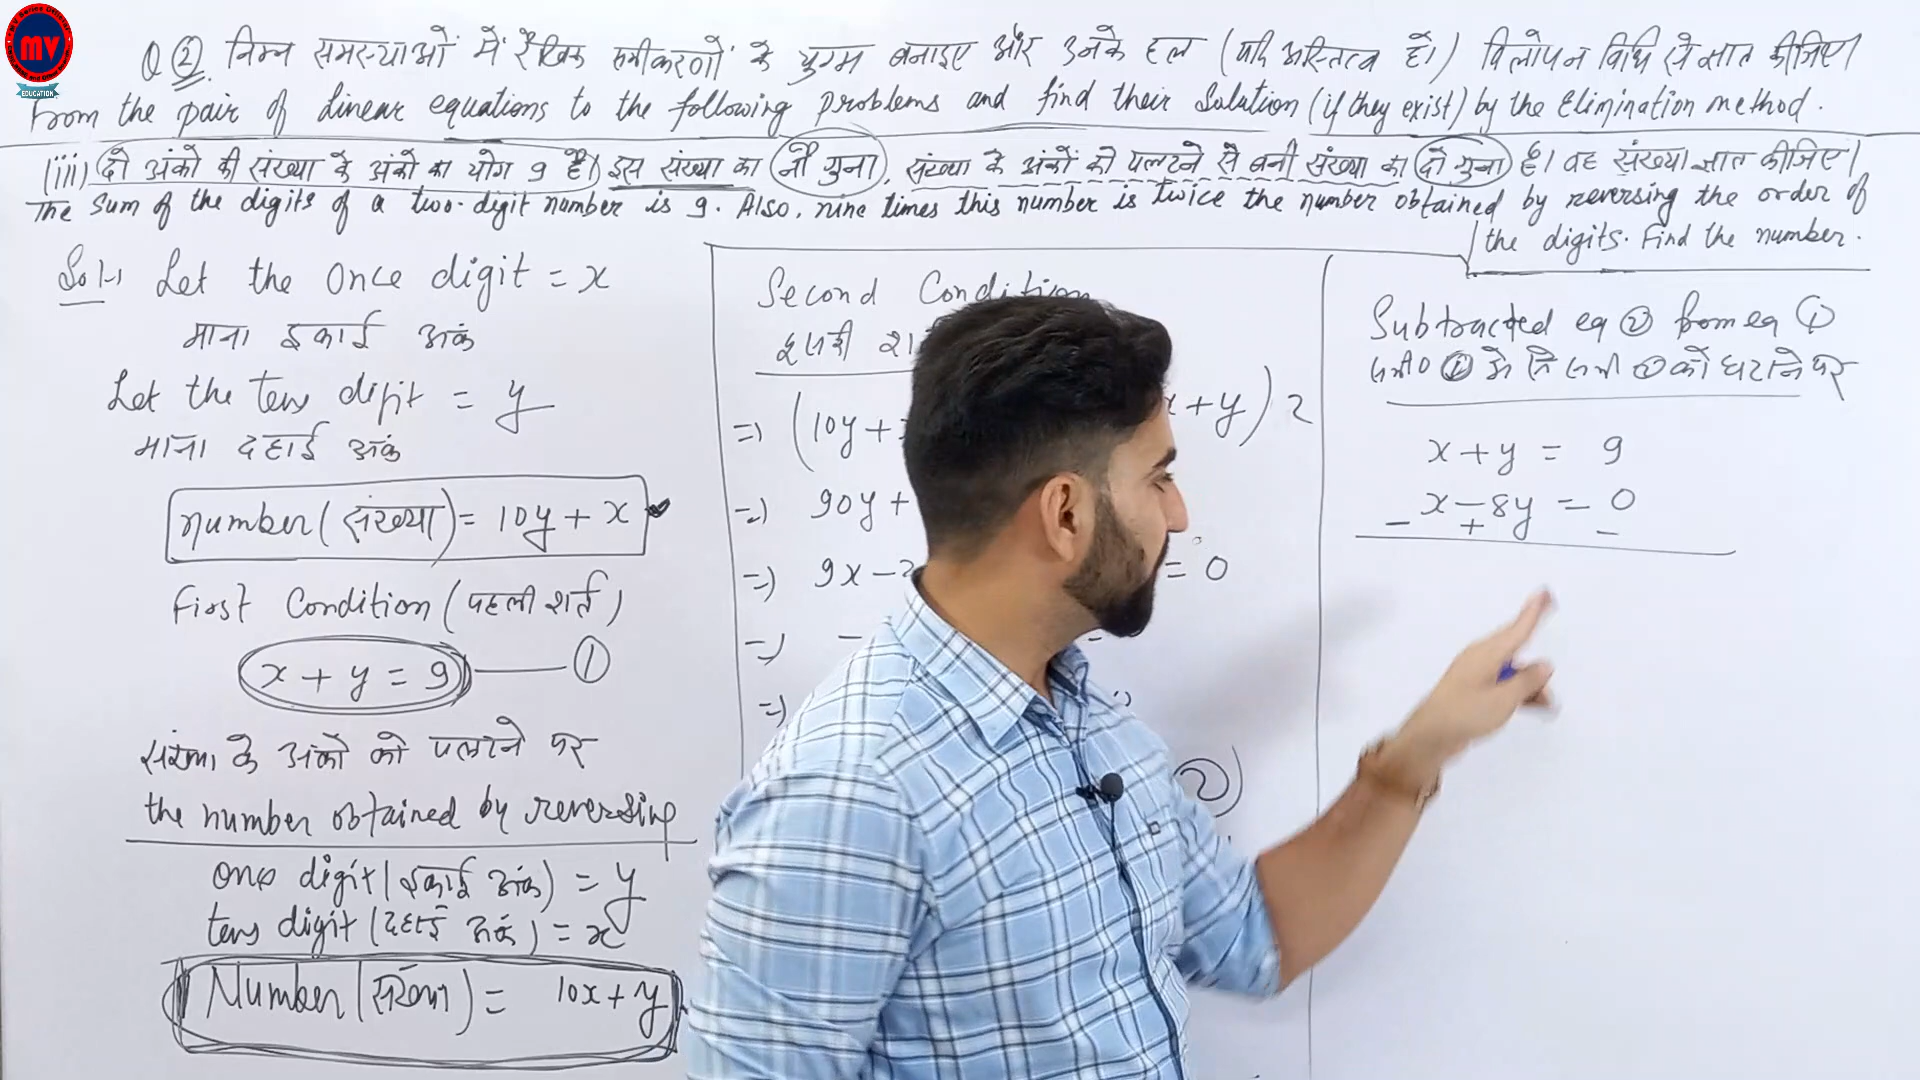 MV
EDUCATION
Q ②. निम्न समस्याओं में रैखिक समीकरणों के युग्म बनाइए और उनके हल (यदि अस्तित्व हो) विलोपन विधि से ज्ञात कीजिए।
From the pair of Linear equations to the following problems and find their Solution (if they exist) by the Elimination method.
(iii) दो अंको की संख्या के अंको का योग 9 है। इस संख्या का नौ गुना, संख्या के अंकों को पलटने से बनी संख्या का दो गुना है। वह संख्या ज्ञात कीजिए।
The Sum of the digits of a two-digit number is 9. Also, nine times this number is twice the number obtained by reversing the order of
the digits. Find the number.
Sol:-) Let the Once digit = x
माना इकाई अंक
Let the tens digit = y
माना दहाई अंक
number (संख्या) = 10y + x
First Condition (पहली शर्त)
x + y = 9 ①
संख्या के अंको को पलटने पर
the number obtained by reversing
ones digit (इकाई अंक) = y
tens digit (दहाई अंक) = x
Number (संख्या) = 10x + y
Second Condition
=) (10y + x + y) 2
=) 90y +
=) 9x - = 0
=) -
=)
②
Subtracted eq ② from eq ①
समी० ① में से समी ② को घटाने पर
x + y = 9
x - 8y = 0
- + -